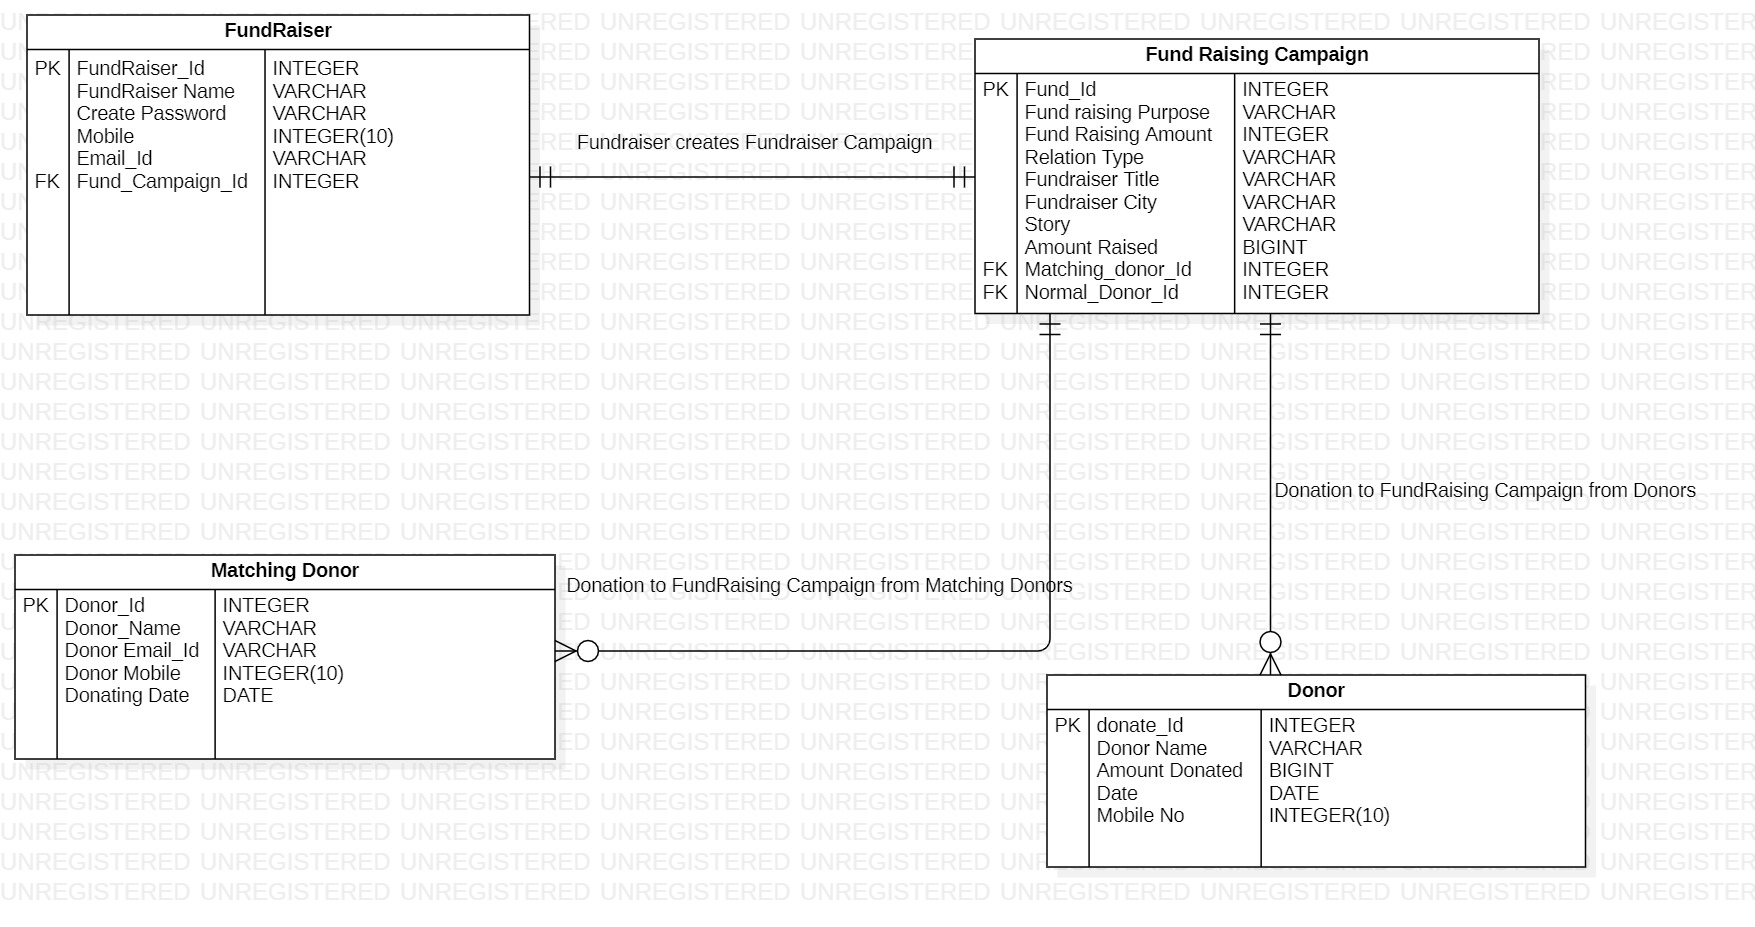 FundRaiser
PK FundRaiser_Id INTEGER
FundRaiser Name VARCHAR
Create Password VARCHAR
Mobile INTEGER(10)
Email_Id VARCHAR
FK Fund_Campaign_Id INTEGER
Fundraiser creates Fundraiser Campaign
Fund Raising Campaign
PK Fund_Id INTEGER
Fund raising Purpose VARCHAR
Fund Raising Amount INTEGER
Relation Type VARCHAR
Fundraiser Title VARCHAR
Fundraiser City VARCHAR
Story VARCHAR
Amount Raised BIGINT
FK Matching_donor_Id INTEGER
FK Normal_Donor_Id INTEGER
Donation to FundRaising Campaign from Donors
Matching Donor
PK Donor_Id INTEGER
Donor_Name VARCHAR
Donor Email_Id VARCHAR
Donor Mobile INTEGER(10)
Donating Date DATE
Donation to FundRaising Campaign from Matching Donors
Donor
PK donate_Id INTEGER
Donor Name VARCHAR
Amount Donated BIGINT
Date DATE
Mobile No INTEGER(10)
UNREGISTERED UNREGISTERED UNREGISTERED UNREGISTERED UNREGISTERED UNREGISTERED UNREGISTERED UNREGISTERED